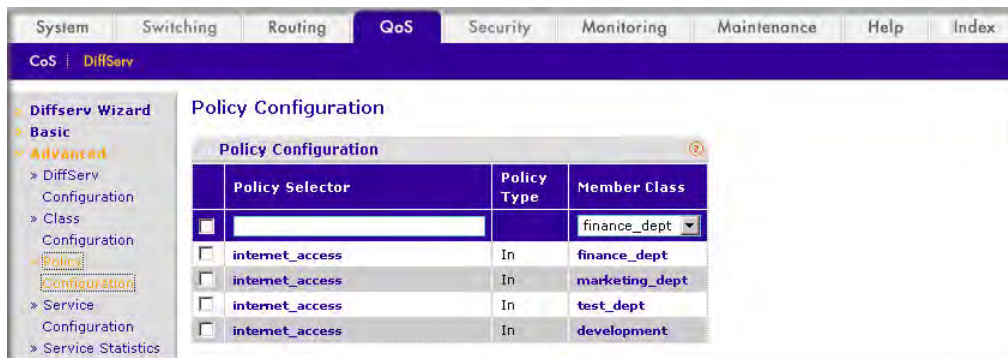 System Switching Routing QoS Security Monitoring Maintenance Help Index
CoS | DiffServ
Diffserv Wizard
Basic
Advanced
» DiffServ
Configuration
» Class
Configuration
» Policy
Configuration
» Service
Configuration
» Service Statistics
Policy Configuration
Policy Configuration ?
Policy Selector Policy Type Member Class
finance_dept
internet_access In finance_dept
internet_access In marketing_dept
internet_access In test_dept
internet_access In development